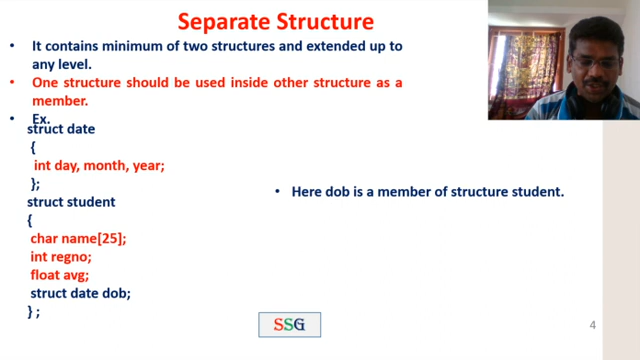 Separate Structure
• It contains minimum of two structures and extended up to
any level.
• One structure should be used inside other structure as a
member.
• Ex.
struct date
{
int day, month, year;
};
struct student
{
char name[25];
int regno;
float avg;
struct date dob;
} ;
• Here dob is a member of structure student.
SSG
4